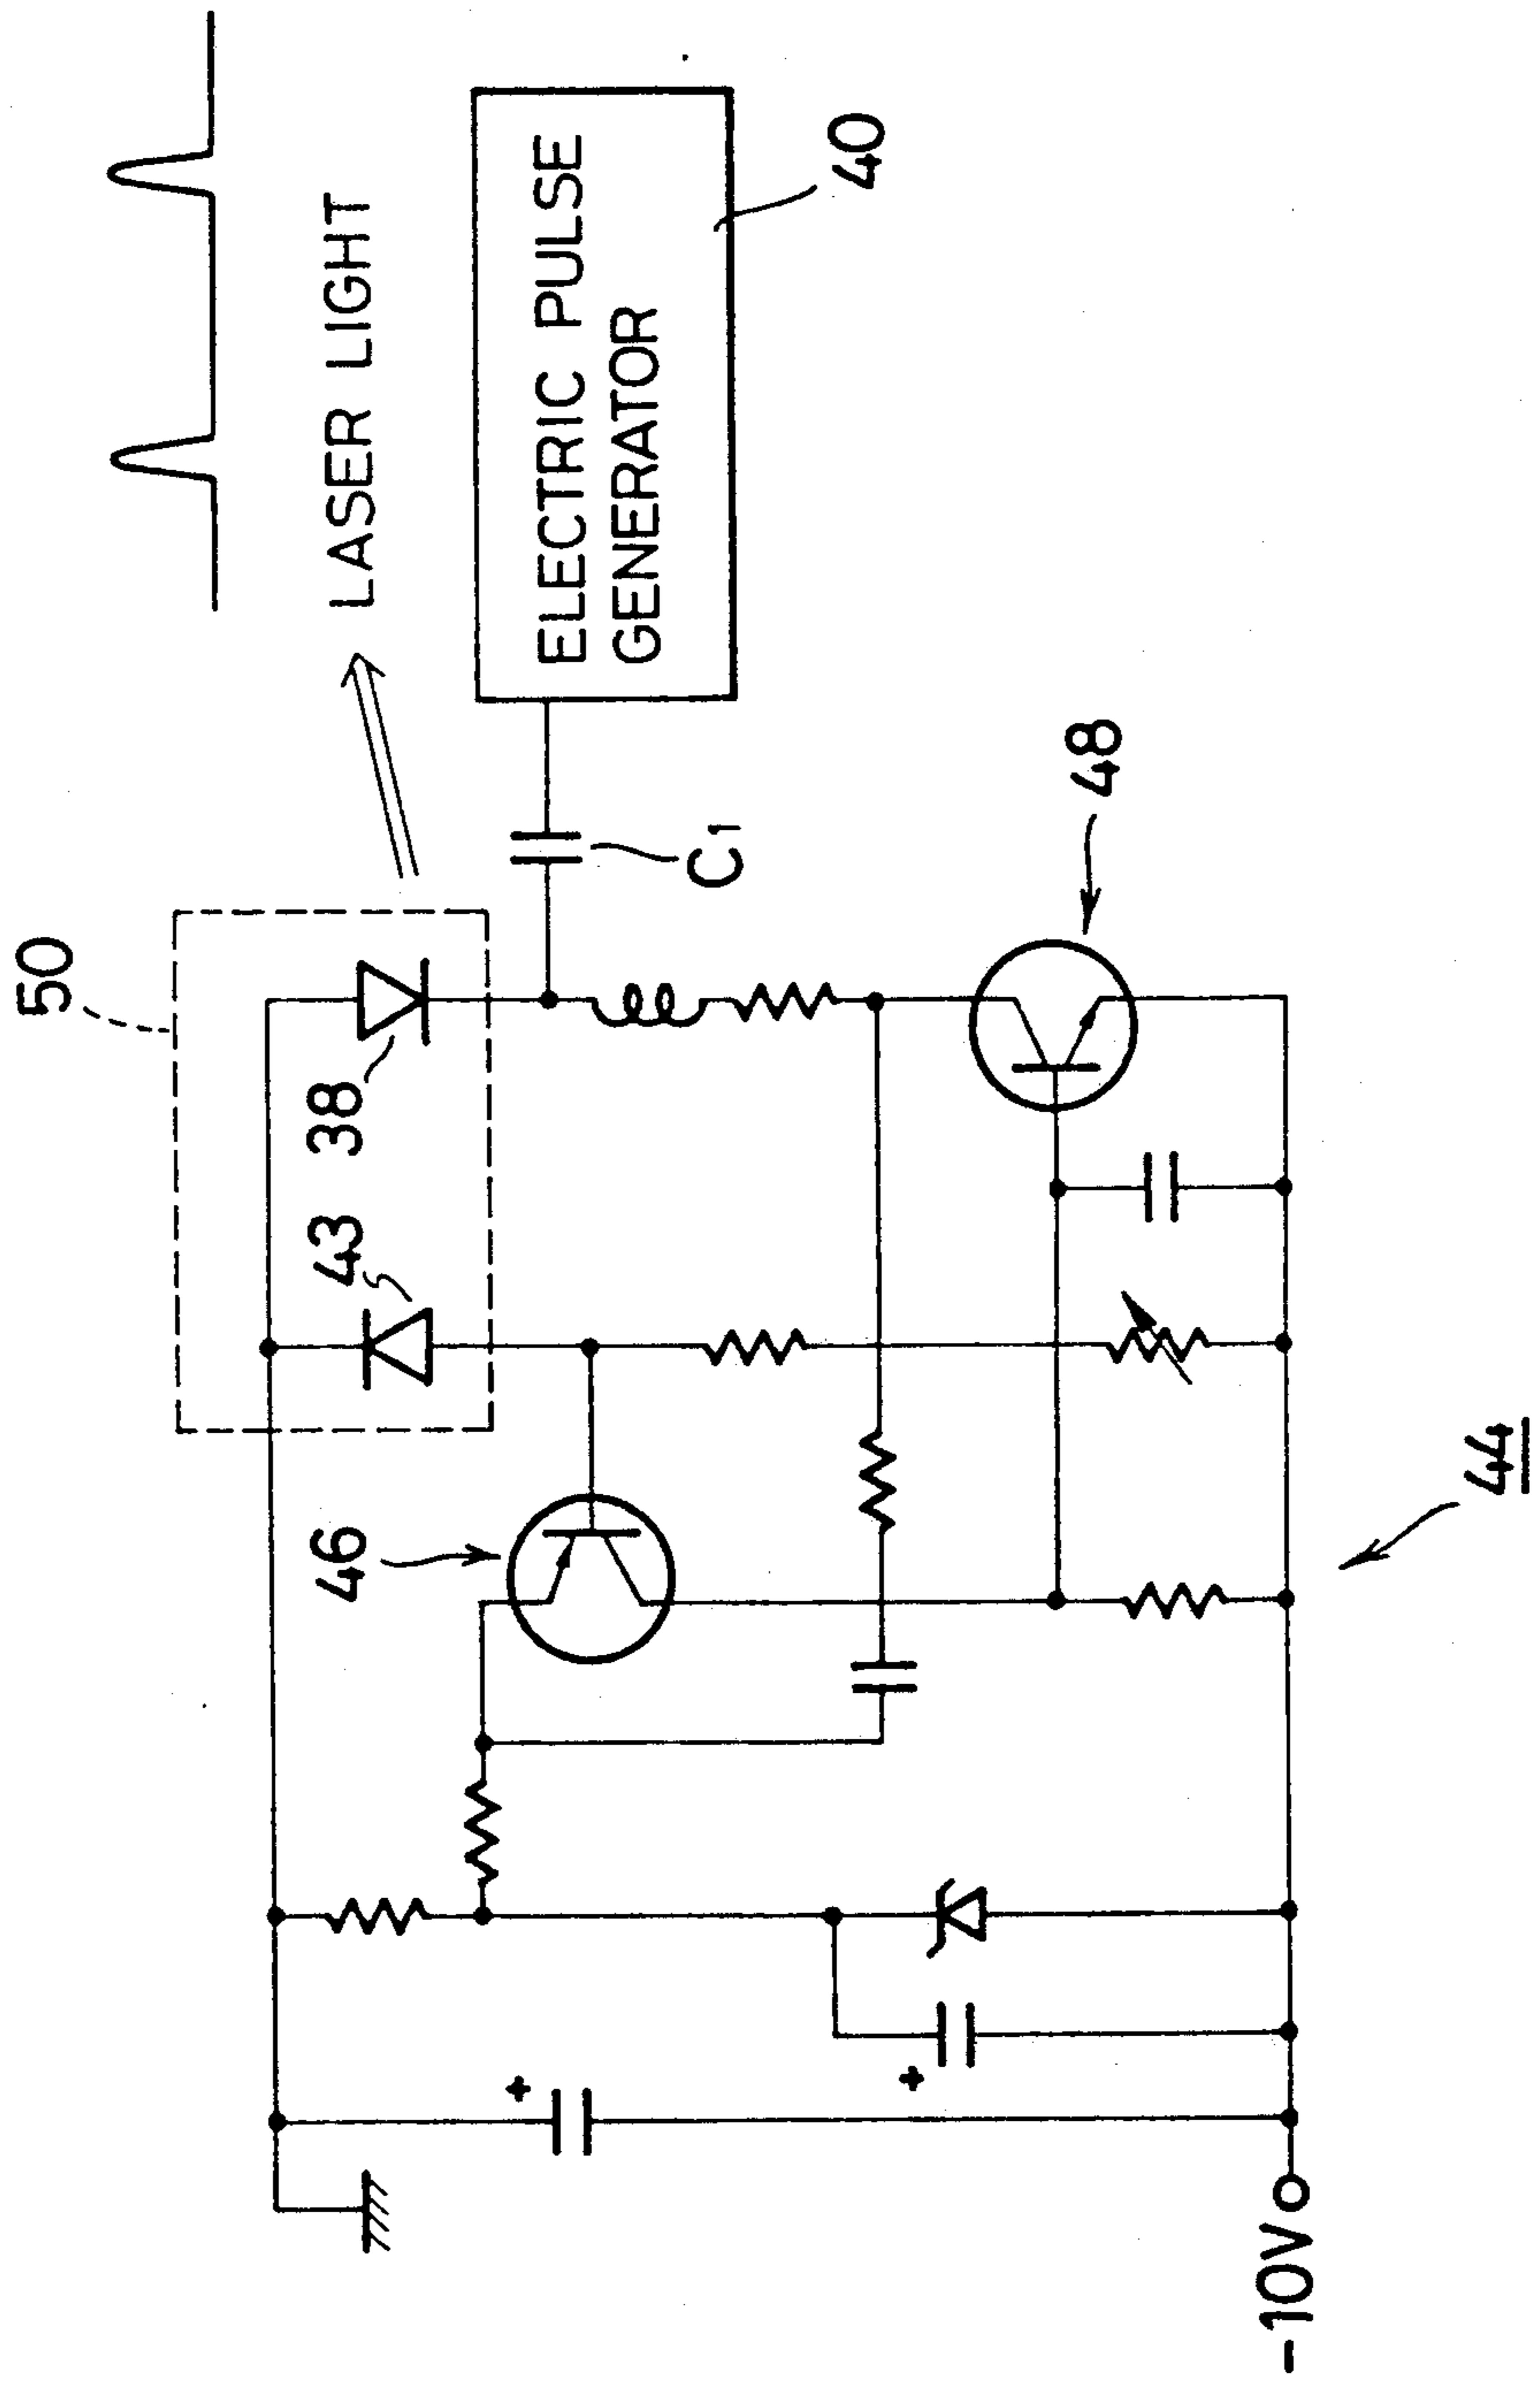 50
LASER LIGHT
43
38
46
ELECTRIC PULSE
GENERATOR
40
C1
48
-10V
44
+
+